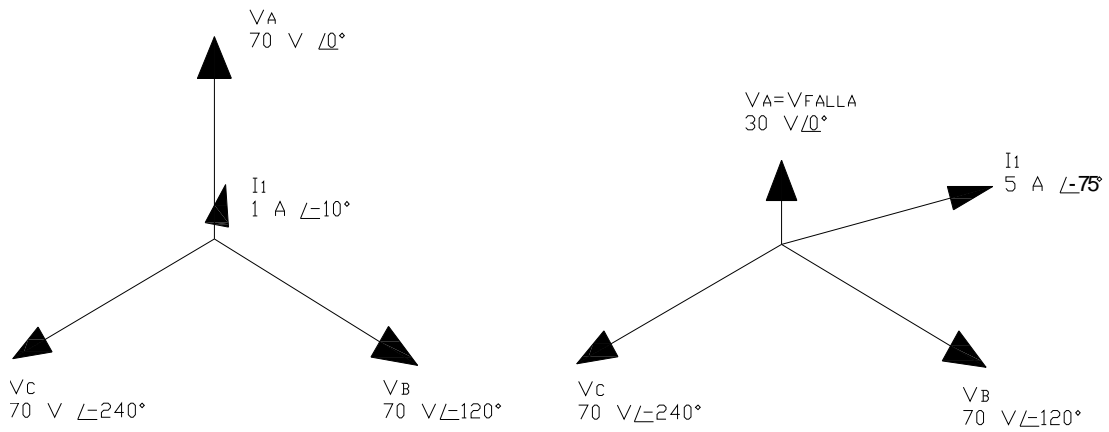 VA
70 V /0°
I1
1 A /-10°
VC
70 V /-240°
VB
70 V/-120°
VA=VFALLA
30 V/0°
I1
5 A /-75°
VC
70 V/-240°
VB
70 V/-120°